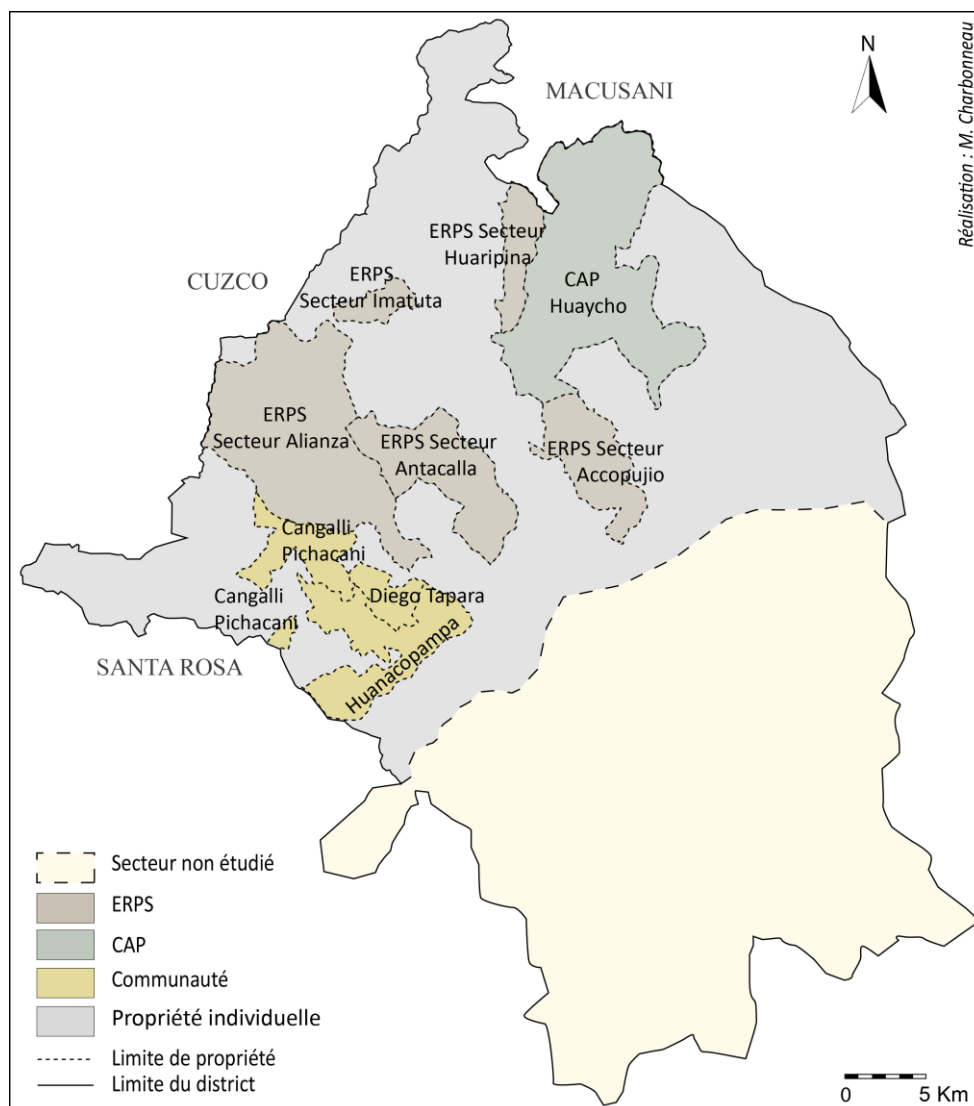 Réalisation : M. Charbonneau
N
MACUSANI
ERPS Secteur
Huaripina
CUZCO
ERPS
Secteur Imatuta
CAP
Huaycho
ERPS
Secteur Alianza
ERPS Secteur
Antacalla
ERPS Secteur
Accopujio
Cangalli
Pichacani
Cangalli
Pichacani
Diego Tapara
Huanacopampa
SANTA ROSA
Secteur non étudié
ERPS
CAP
Communauté
Propriété individuelle
Limite de propriété
Limite du district
0 5 Km